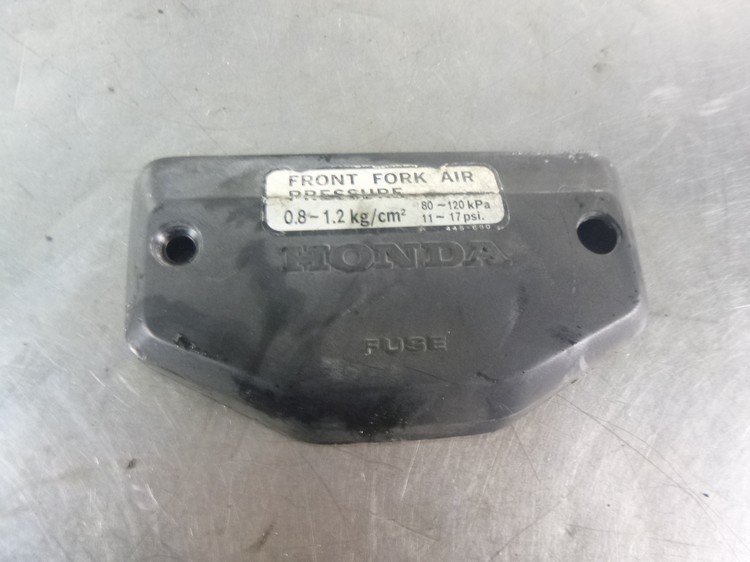 FRONT FORK AIR
PRESSURE
0.8~1.2 kg/cm² 80~120 kPa
11~17 psi.
HONDA
FUSE